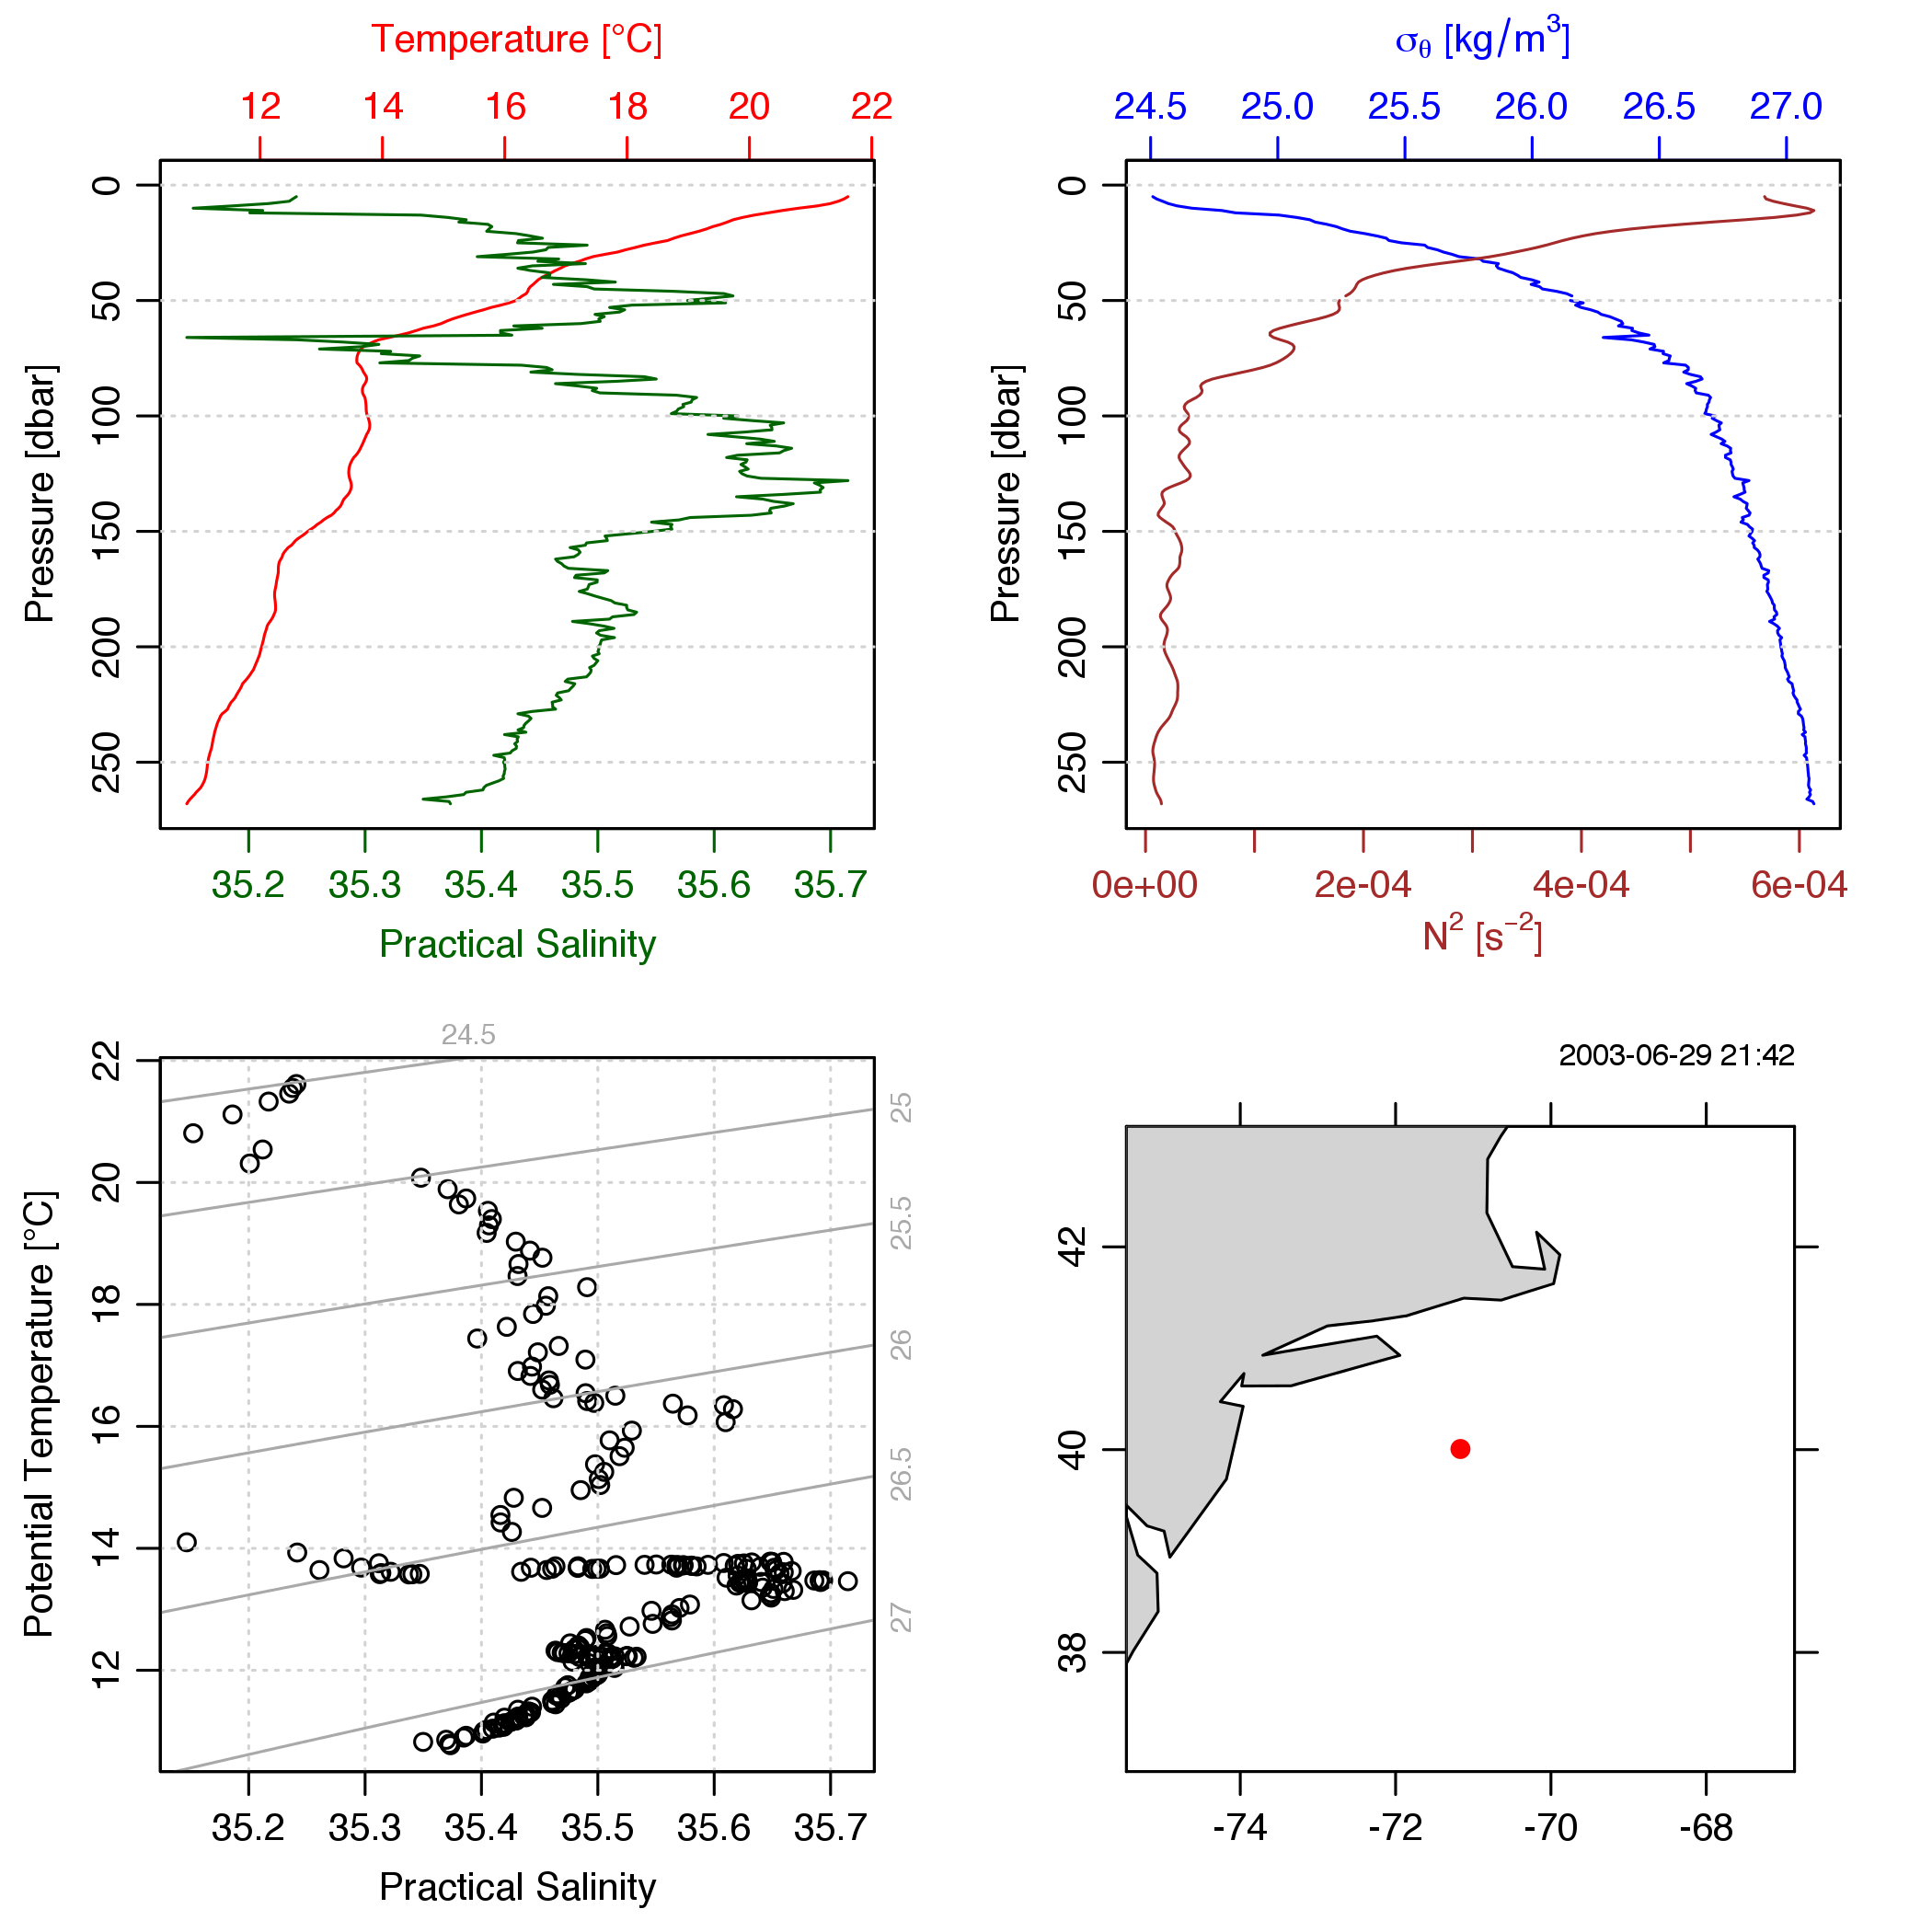 Temperature [°C]
12 14 16 18 20 22
0
50
100
150
200
250
Pressure [dbar]
35.2 35.3 35.4 35.5 35.6 35.7
Practical Salinity
σθ [kg/m³]
24.5 25.0 25.5 26.0 26.5 27.0
0
50
100
150
200
250
Pressure [dbar]
0e+00 2e-04 4e-04 6e-04
N² [s⁻²]
24.5
25
25.5
26
26.5
27
22
20
18
16
14
12
Potential Temperature [°C]
35.2 35.3 35.4 35.5 35.6 35.7
Practical Salinity
2003-06-29 21:42
42
40
38
-74 -72 -70 -68